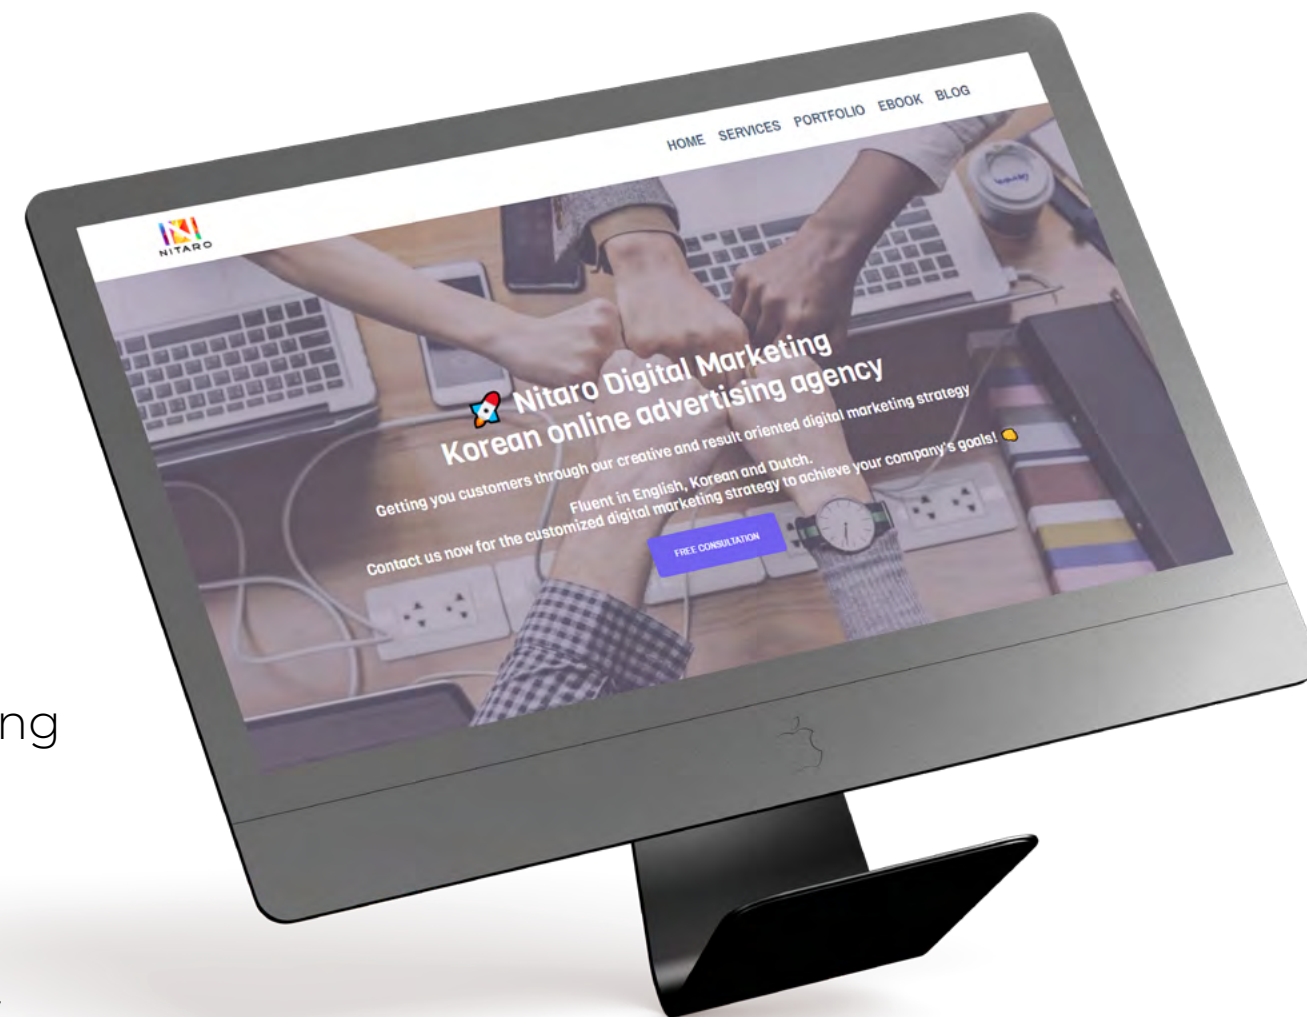 HOME SERVICES PORTFOLIO EBOOK BLOG
NITARO
🚀 Nitaro Digital Marketing
Korean online advertising agency
Getting you customers through our creative and result oriented digital marketing strategy
Fluent in English, Korean and Dutch.
Contact us now for the customized digital marketing strategy to achieve your company's goals! 👊
FREE CONSULTATION
ng